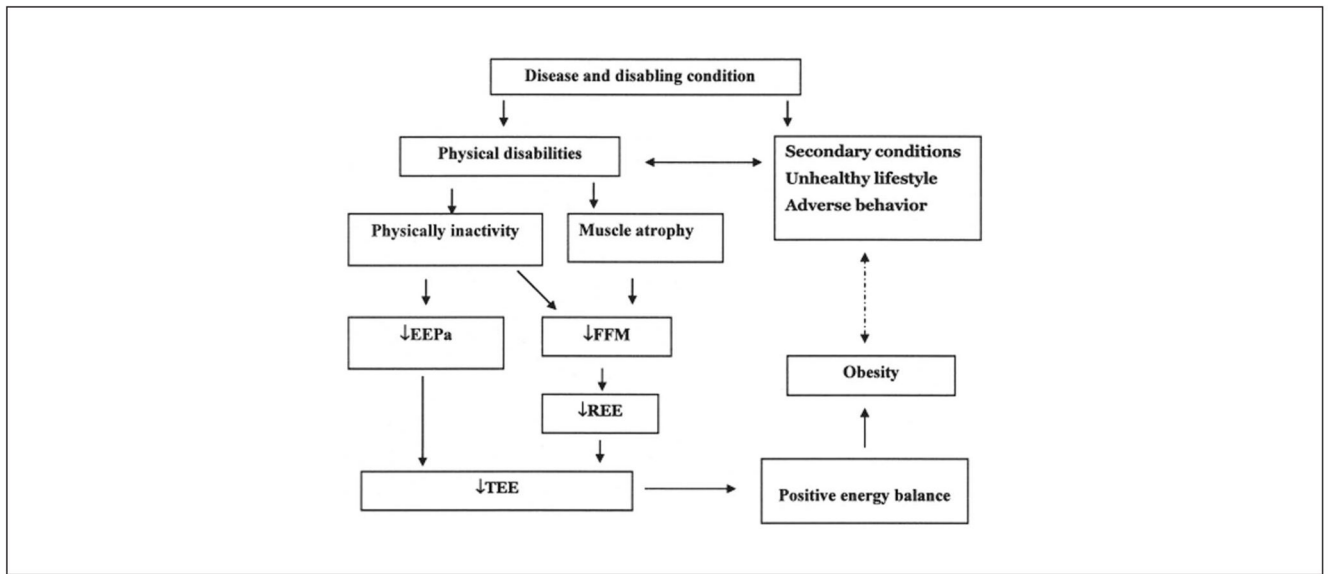 Disease and disabling condition
Physical disabilities
Secondary conditions
Unhealthy lifestyle
Adverse behavior
Physically inactivity
Muscle atrophy
↓EEPa
↓FFM
Obesity
↓REE
↓TEE
Positive energy balance